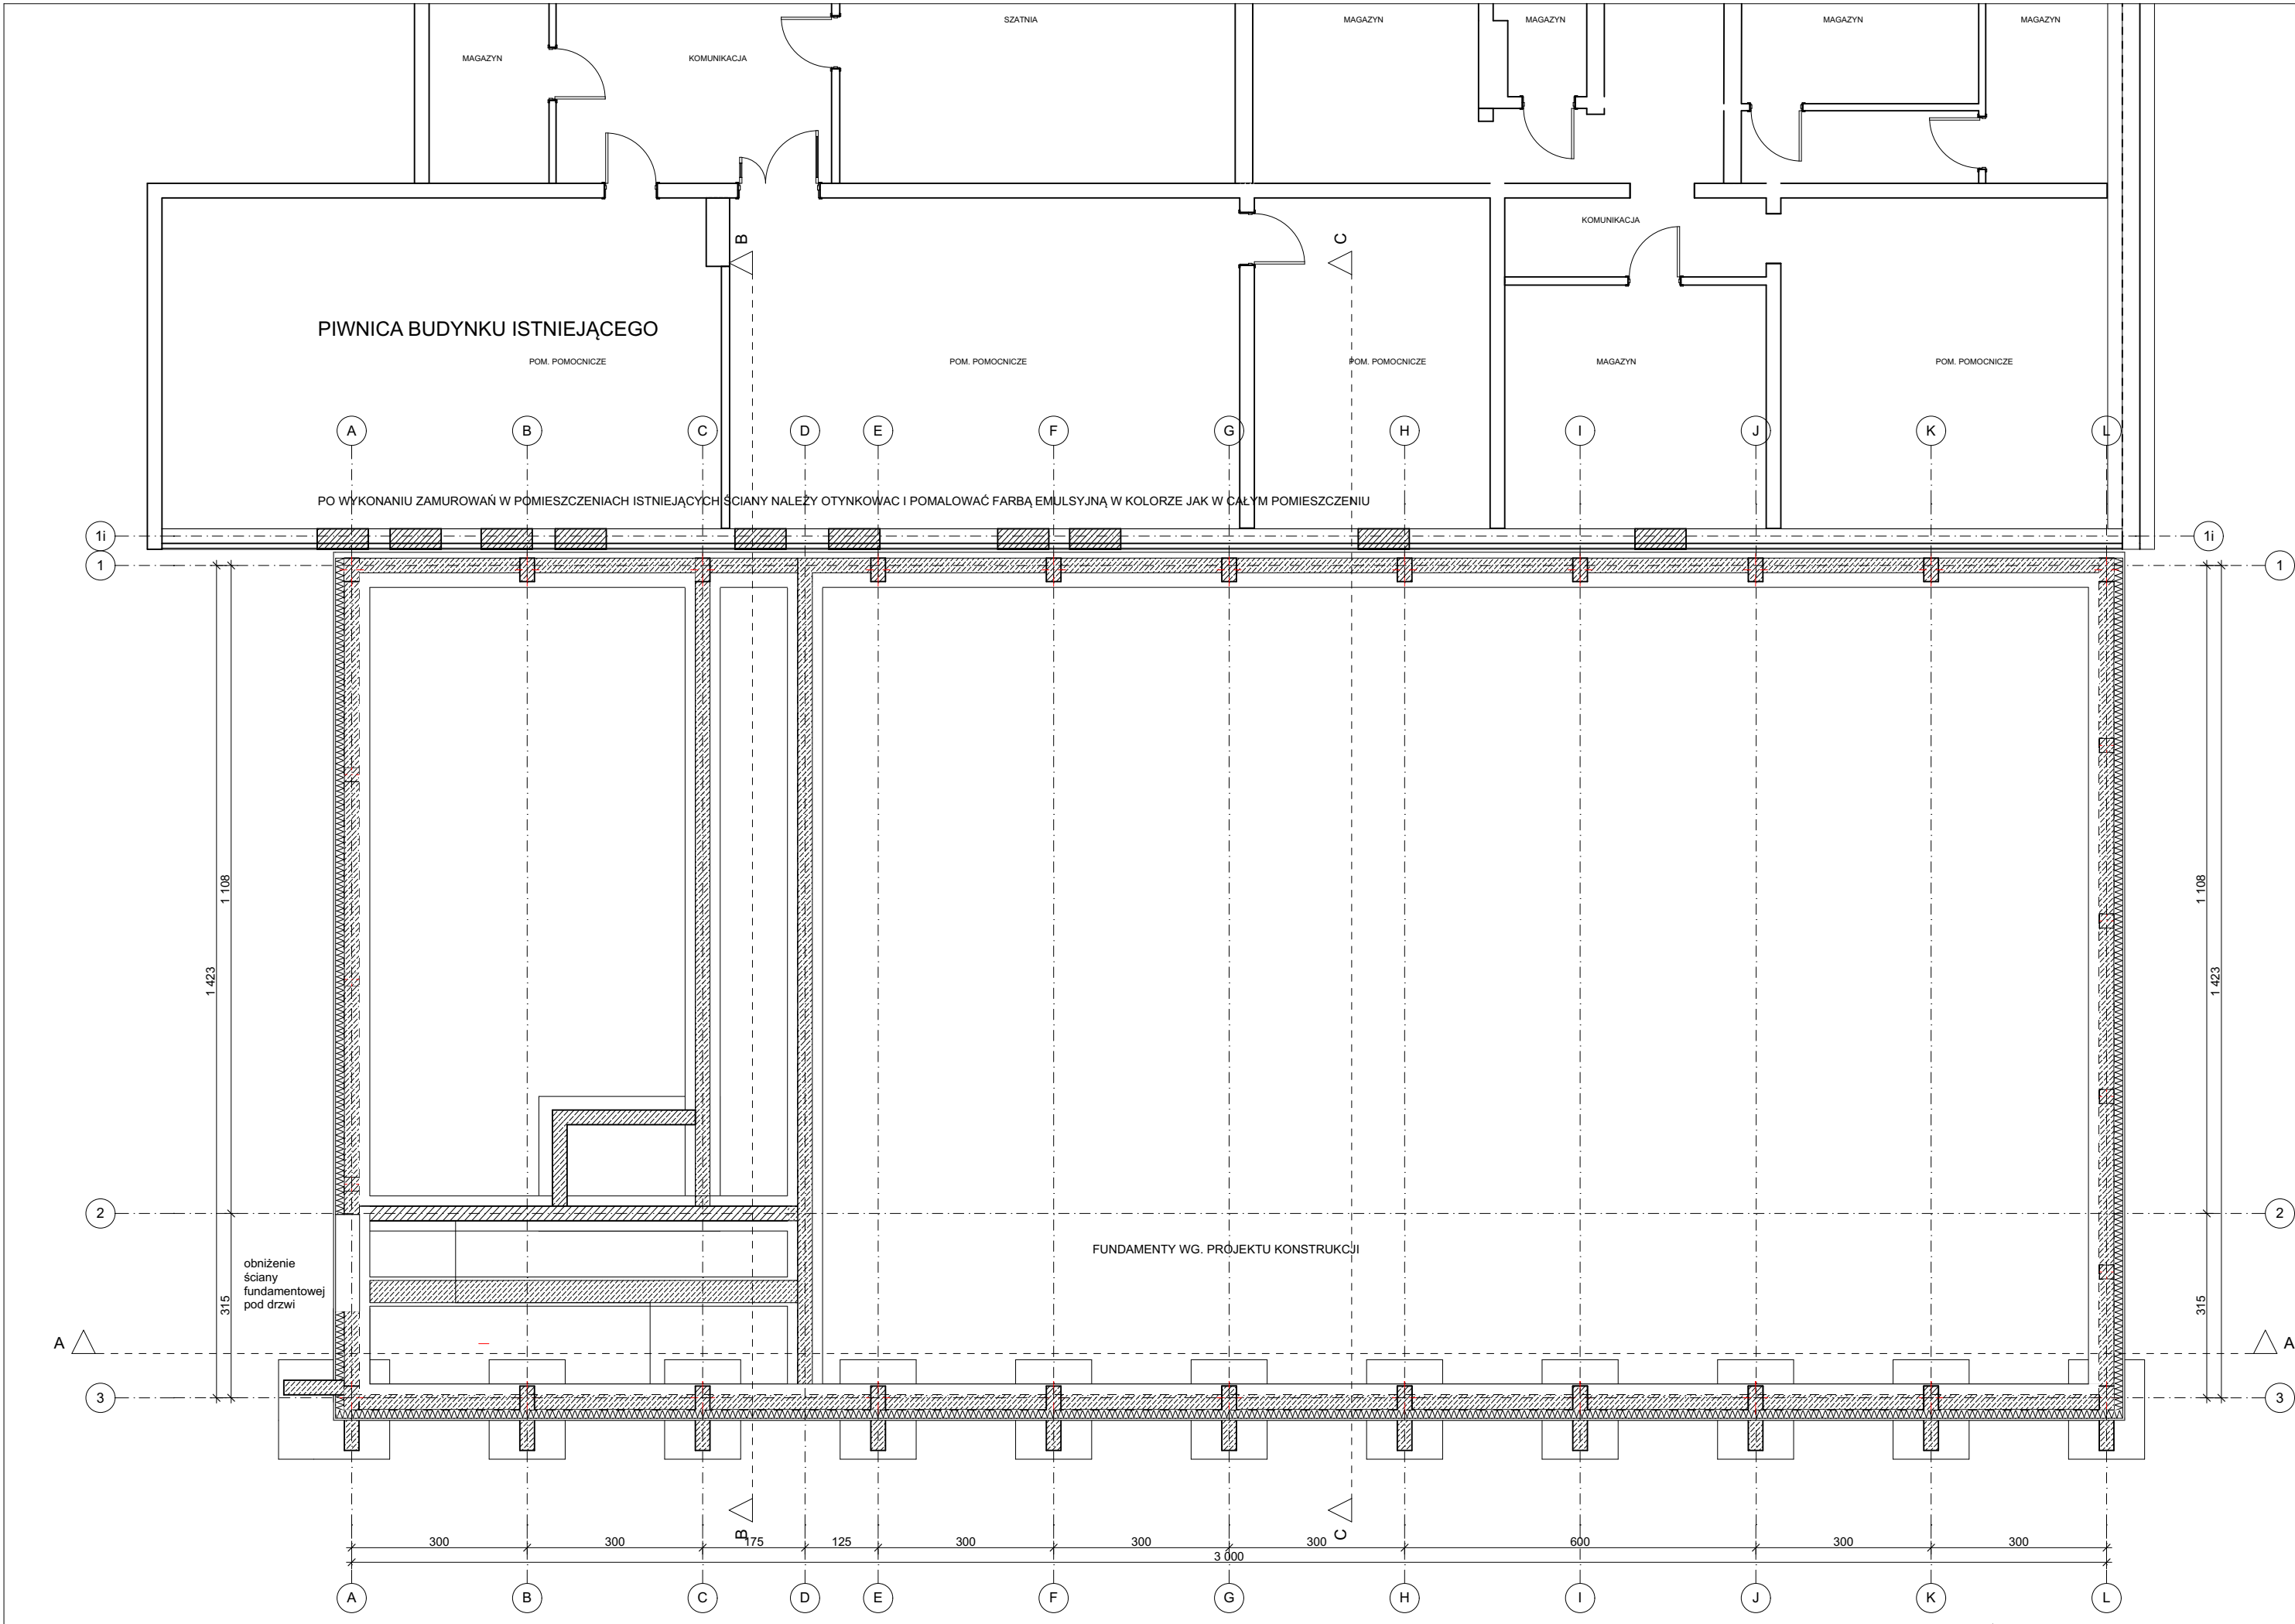 SZATNIA
MAGAZYN
MAGAZYN
MAGAZYN
MAGAZYN
MAGAZYN
KOMUNIKACJA
KOMUNIKACJA
B
C
PIWNICA BUDYNKU ISTNIEJĄCEGO
POM. POMOCNICZE
POM. POMOCNICZE
POM. POMOCNICZE
MAGAZYN
POM. POMOCNICZE
A
B
C
D
E
F
G
H
I
J
K
L
PO WYKONANIU ZAMUROWAŃ W POMIESZCZENIACH ISTNIEJĄCYCH ŚCIANY NALEŻY OTYNKOWAC I POMALOWAĆ FARBĄ EMULSYJNĄ W KOLORZE JAK W CAŁYM POMIESZCZENIU
1i
1i
1
1
1 108
1 108
1 423
1 423
2
2
FUNDAMENTY WG. PROJEKTU KONSTRUKCJI
obniżenie
ściany
fundamentowej
pod drzwi
315
315
A
A
3
3
B
C
300
300
175
125
300
300
300
600
300
300
3 000
A
B
C
D
E
F
G
H
I
J
K
L